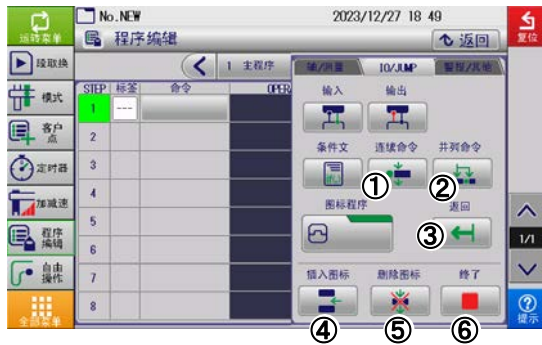 No.NEW 2023/12/27 18 49
运转菜单
程序编辑
返回
复位
段取换
1 主程序
轴/测量 IO/JUMP 警报/其他
模式
STEP 标签 命令 OPER
输入 输出
1 ---
客户点
2
条件文 连续命令 并列命令
定时器
3
① ②
加减速
4
图标程序 返回
5
③
程序编辑
1/1
6
自由操作
7
插入图标 删除图标 终了
8
全部菜单
提示
④ ⑤ ⑥